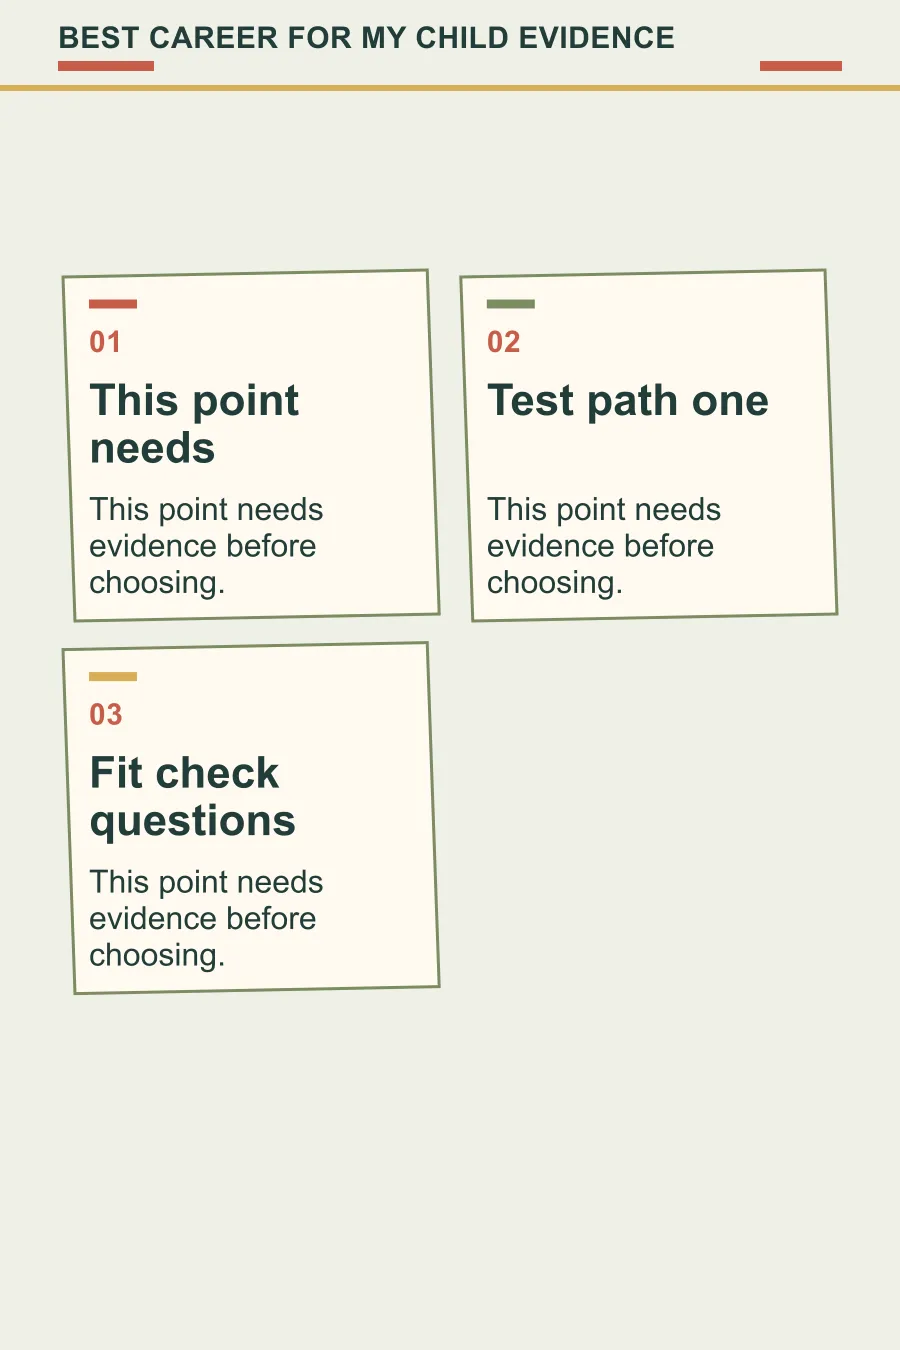 BEST CAREER FOR MY CHILD EVIDENCE
01
This point
needs
This point needs
evidence before
choosing.
02
Test path one
This point needs
evidence before
choosing.
03
Fit check
questions
This point needs
evidence before
choosing.